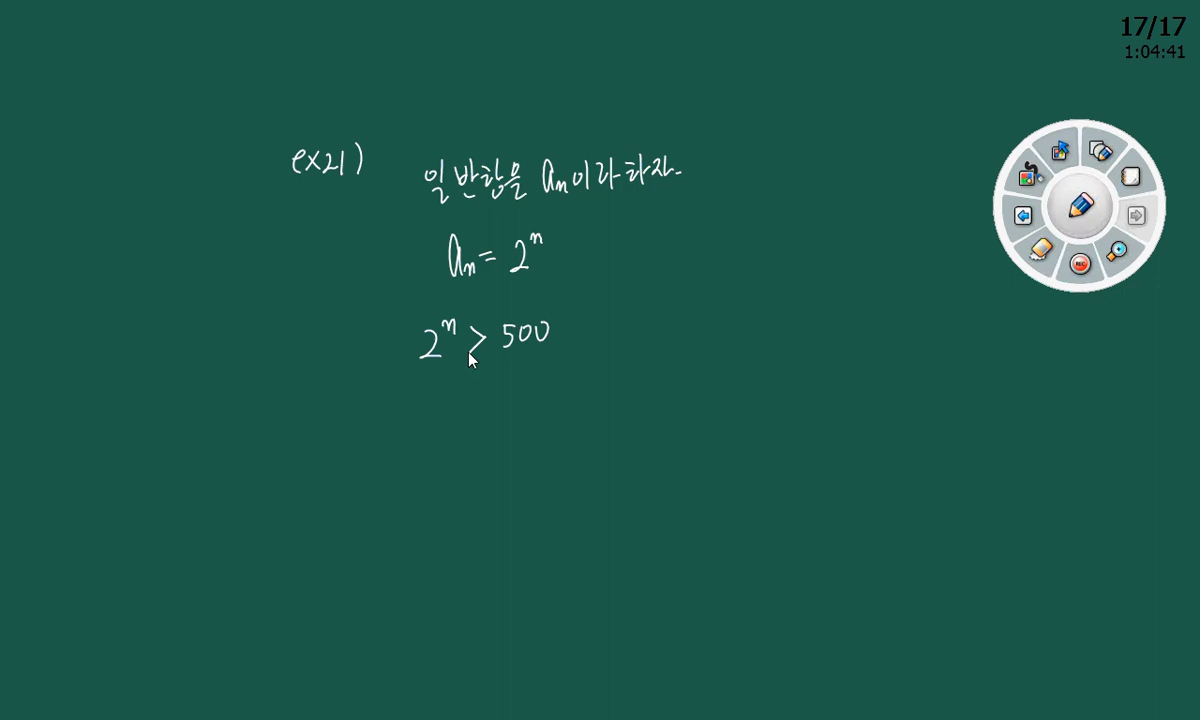 17/17
1:04:41
ex21) 일반항을 aₙ이라 하자.
aₙ = 2ⁿ
2ⁿ > 500
REC